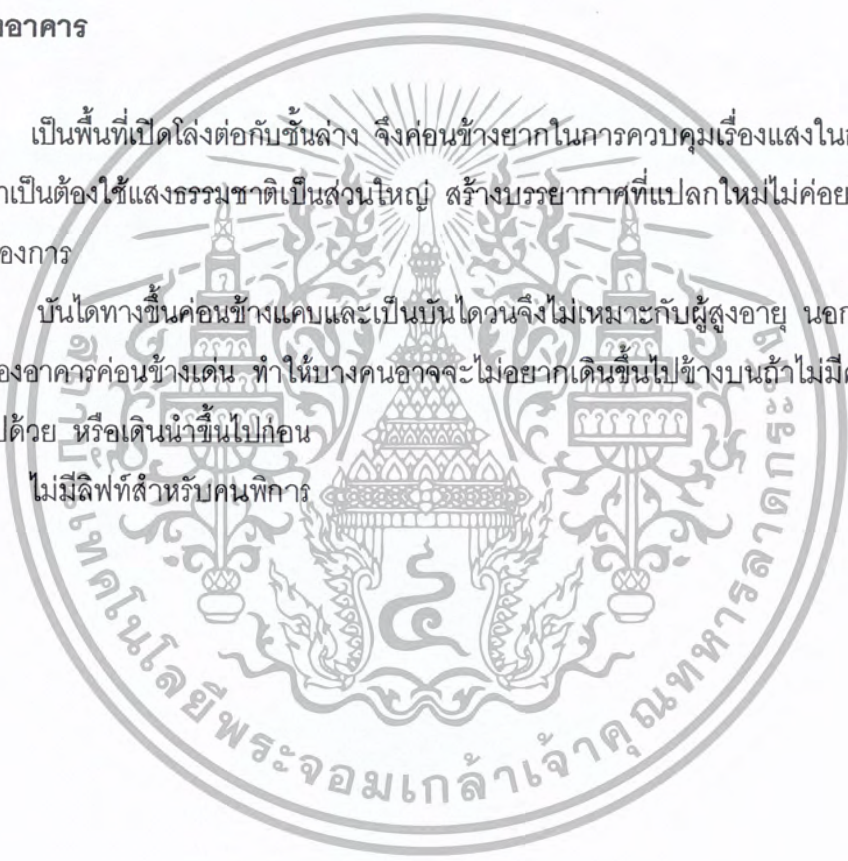 งอาคาร
เป็นพื้นที่เปิดโล่งต่อกับชั้นล่าง จึงค่อนข้างยากในการควบคุมเรื่องแสงใน
าเป็นต้องใช้แสงธรรมชาติเป็นส่วนใหญ่ สร้างบรรยากาศที่แปลกใหม่ไม่ค่อย
องการ
บันไดทางขึ้นค่อนข้างแคบและเป็นบันไดวนจึงไม่เหมาะกับผู้สูงอายุ นอก
องอาคารค่อนข้างเด่น ทำให้บางคนอาจจะไม่อยากเดินขึ้นไปข้างบนถ้าไม่มี
ปด้วย หรือเดินนำขึ้นไปก่อน
ไม่มีลิฟท์สำหรับคนพิการ
สถาบันเทคโนโลยีพระจอมเกล้าเจ้าคุณทหารลาดกระบัง
๔